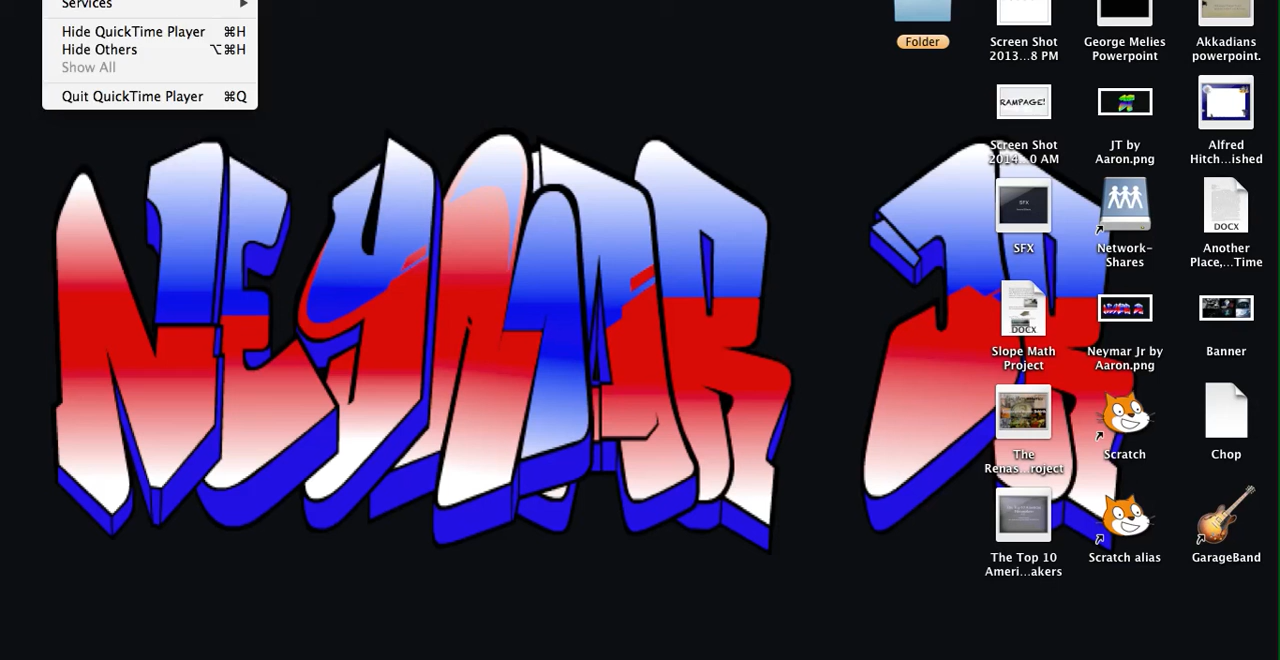 Services
Hide QuickTime Player ⌘H
Hide Others ⌥⌘H
Show All
Quit QuickTime Player ⌘Q
NEYMAR JR
Folder
Screen Shot
2013...8 PM
George Melies
Powerpoint
Akkadians
powerpoint.
RAMPAGE!
Screen Shot
2014...0 AM
JT by
Aaron.png
Alfred
Hitch...ished
SFX
SFX
Network-
Shares
DOCX
Another
Place,...Time
DOCX
Slope Math
Project
Neymar Jr by
Aaron.png
Banner
The
Renas...roject
Scratch
Chop
The Top 10
Ameri...akers
Scratch alias
GarageBand